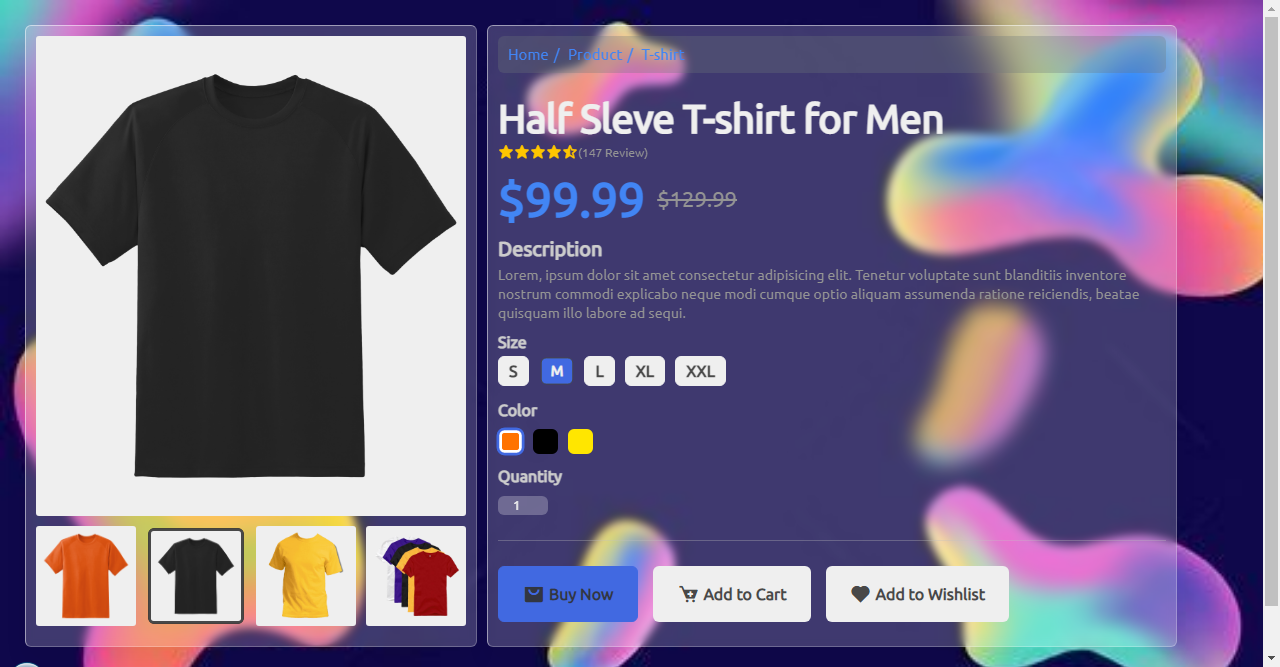 Home / Product / T-shirt
Half Sleve T-shirt for Men
(147 Review)
$99.99 $129.99
Description
Lorem, ipsum dolor sit amet consectetur adipisicing elit. Tenetur voluptate sunt blanditiis inventore
nostrum commodi explicabo neque modi cumque optio aliquam assumenda ratione reiciendis, beatae
quisquam illo labore ad sequi.
Size
S M L XL XXL
Color
Quantity
1
Buy Now Add to Cart Add to Wishlist